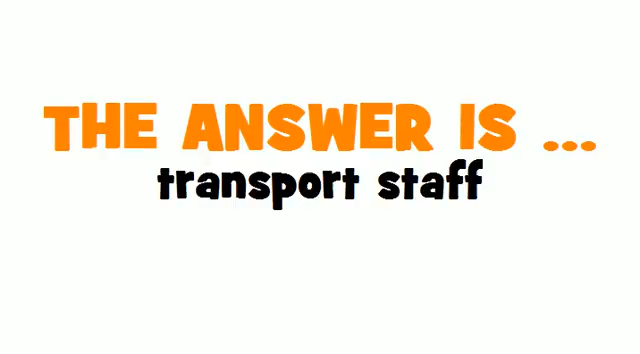 THE ANSWER IS ...
transport staff